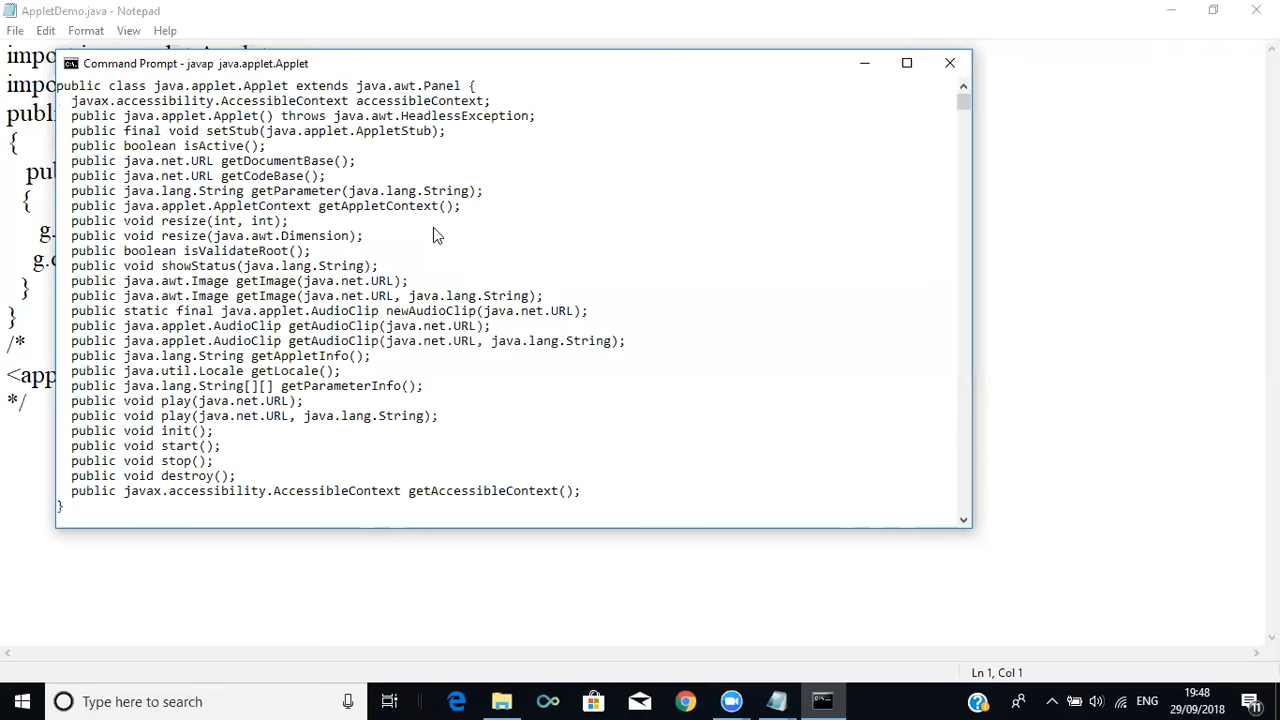 AppletDemo.java - Notepad
File Edit Format View Help
impo
impo
publ
{
pu
{
g.
g.c
}
}
/*
<app
*/
Command Prompt - javap java.applet.Applet
public class java.applet.Applet extends java.awt.Panel {
javax.accessibility.AccessibleContext accessibleContext;
public java.applet.Applet() throws java.awt.HeadlessException;
public final void setStub(java.applet.AppletStub);
public boolean isActive();
public java.net.URL getDocumentBase();
public java.net.URL getCodeBase();
public java.lang.String getParameter(java.lang.String);
public java.applet.AppletContext getAppletContext();
public void resize(int, int);
public void resize(java.awt.Dimension);
public boolean isValidateRoot();
public void showStatus(java.lang.String);
public java.awt.Image getImage(java.net.URL);
public java.awt.Image getImage(java.net.URL, java.lang.String);
public static final java.applet.AudioClip newAudioClip(java.net.URL);
public java.applet.AudioClip getAudioClip(java.net.URL);
public java.applet.AudioClip getAudioClip(java.net.URL, java.lang.String);
public java.lang.String getAppletInfo();
public java.util.Locale getLocale();
public java.lang.String[][] getParameterInfo();
public void play(java.net.URL);
public void play(java.net.URL, java.lang.String);
public void init();
public void start();
public void stop();
public void destroy();
public javax.accessibility.AccessibleContext getAccessibleContext();
}
Ln 1, Col 1
Type here to search
ENG
19:48
29/09/2018
11